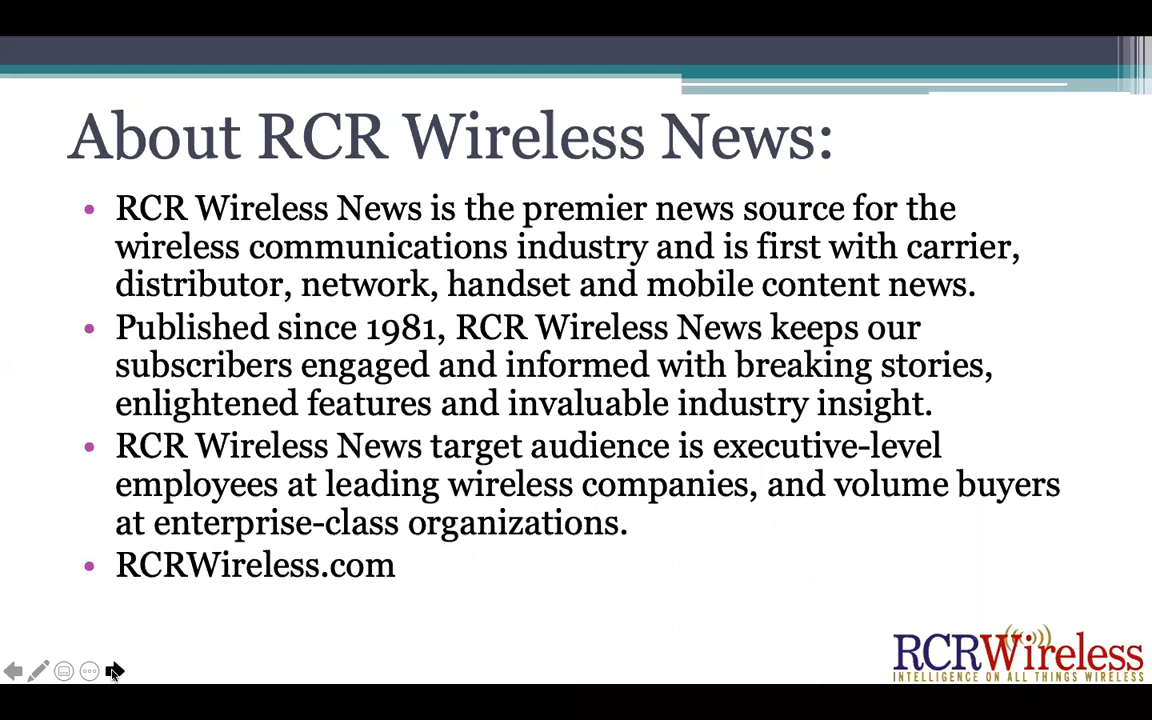 About RCR Wireless News:
• RCR Wireless News is the premier news source for the
wireless communications industry and is first with carrier,
distributor, network, handset and mobile content news.
• Published since 1981, RCR Wireless News keeps our
subscribers engaged and informed with breaking stories,
enlightened features and invaluable industry insight.
• RCR Wireless News target audience is executive-level
employees at leading wireless companies, and volume buyers
at enterprise-class organizations.
• RCRWireless.com
RCRWireless
INTELLIGENCE ON ALL THINGS WIRELESS